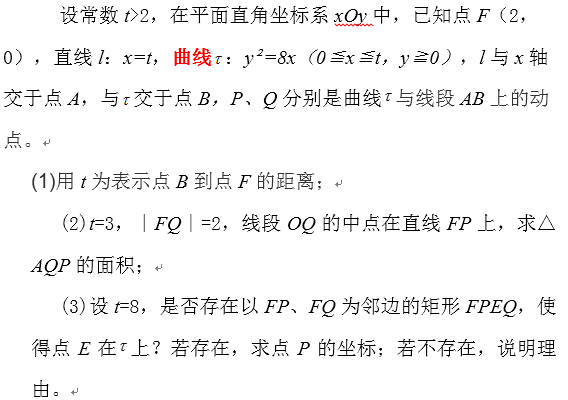 设常数 t>2，在平面直角坐标系 xOy 中，已知点 F（2，
0），直线 l：x=t，曲线τ：y²=8x（0≦x≦t，y≧0），l 与 x 轴
交于点 A，与τ交于点 B，P、Q 分别是曲线τ与线段 AB 上的动
点。
(1)用 t 为表示点 B 到点 F 的距离；
(2)t=3，｜FQ｜=2，线段 OQ 的中点在直线 FP 上，求△
AQP 的面积；
(3)设 t=8，是否存在以 FP、FQ 为邻边的矩形 FPEQ，使
得点 E 在τ上？若存在，求点 P 的坐标；若不存在，说明理
由。